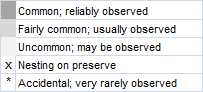 Common; reliably observed
Fairly common; usually observed
Uncommon; may be observed
x Nesting on preserve
* Accidental; very rarely observed